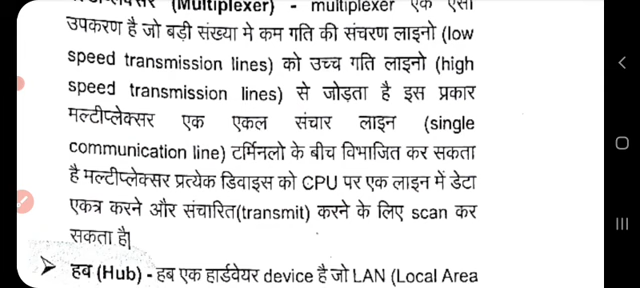 (Multiplexer) - multiplexer एक ऐसा
उपकरण है जो बड़ी संख्या मे कम गति की संचरण लाइनो (low
speed transmission lines) को उच्च गति लाइनो (high
speed transmission lines) से जोड़ता है इस प्रकार
मल्टीप्लेक्सर एक एकल संचार लाइन (single
communication line) टर्मिनलो के बीच विभाजित कर सकता
है मल्टीप्लेक्सर प्रत्येक डिवाइस को CPU पर एक लाइन में डेटा
एकत्र करने और संचारित(transmit) करने के लिए scan कर
सकता है|
➤ हब (Hub) - हब एक हार्डवेयर device है जो LAN (Local Area